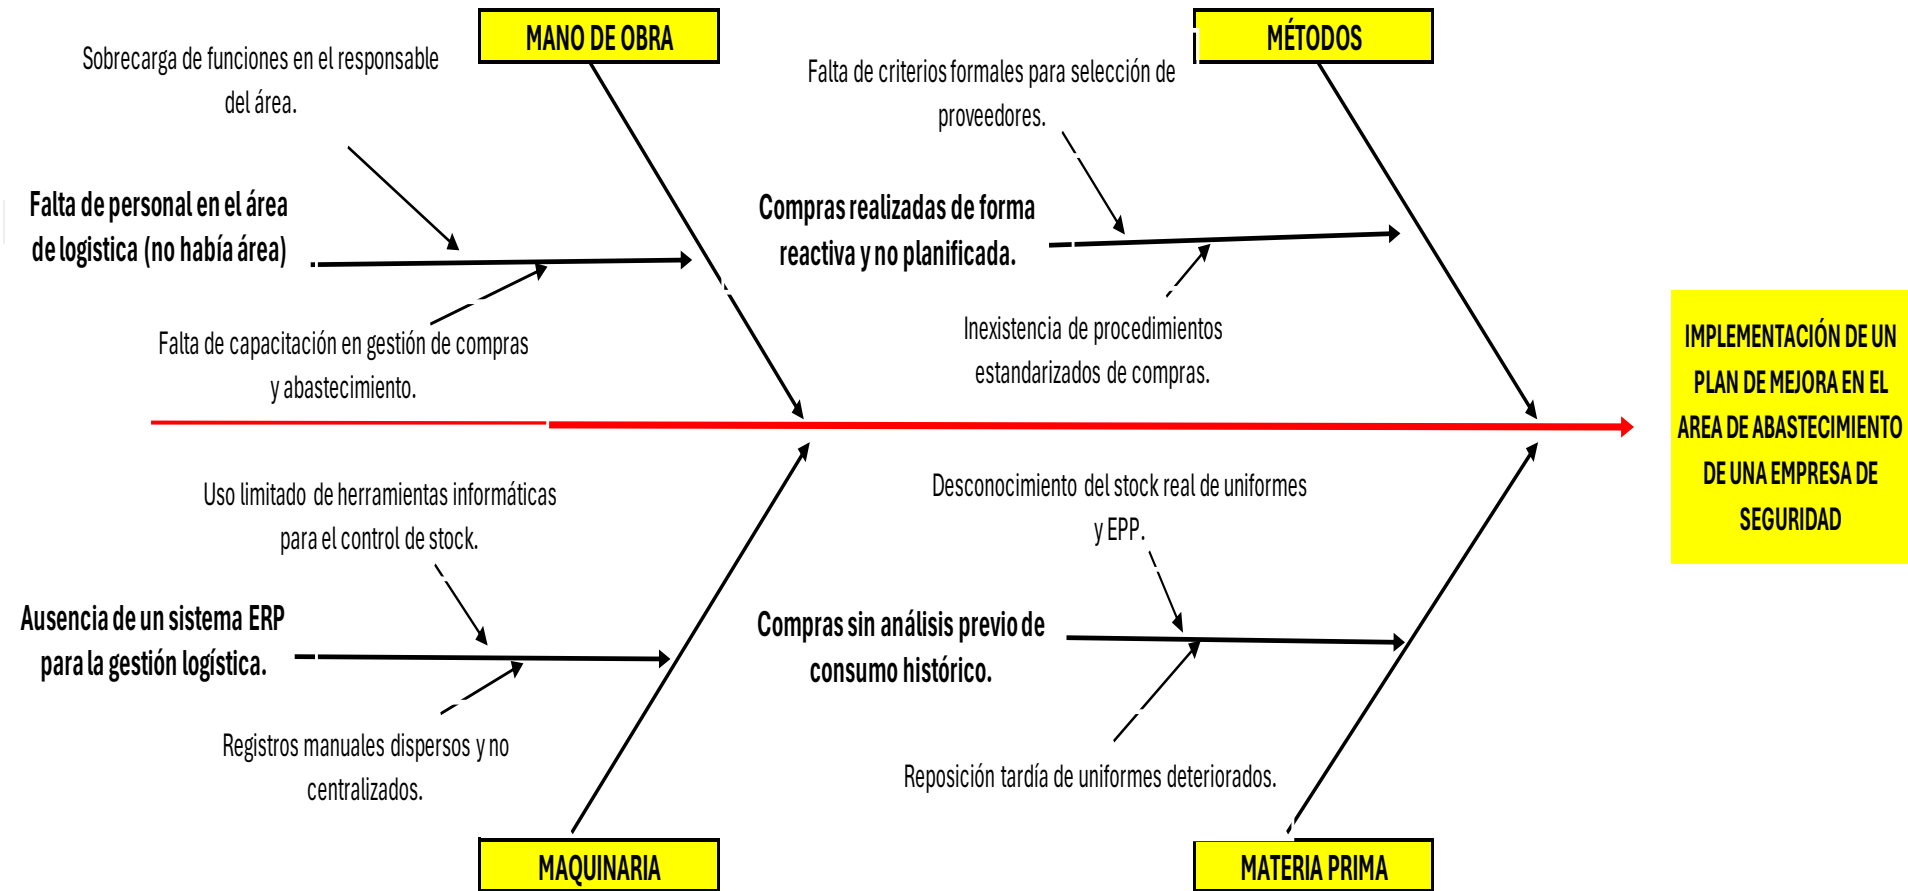 MANO DE OBRA
MÉTODOS
Sobrecarga de funciones en el responsable
del área.
Falta de criterios formales para selección de
proveedores.
Falta de personal en el área
de logistica (no había área)
Compras realizadas de forma
reactiva y no planificada.
Falta de capacitación en gestión de compras
y abastecimiento.
Inexistencia de procedimientos
estandarizados de compras.
IMPLEMENTACIÓN DE UN
PLAN DE MEJORA EN EL
AREA DE ABASTECIMIENTO
DE UNA EMPRESA DE
SEGURIDAD
Uso limitado de herramientas informáticas
para el control de stock.
Desconocimiento del stock real de uniformes
y EPP.
Ausencia de un sistema ERP
para la gestión logística.
Compras sin análisis previo de
consumo histórico.
Registros manuales dispersos y no
centralizados.
Reposición tardía de uniformes deteriorados.
MAQUINARIA
MATERIA PRIMA